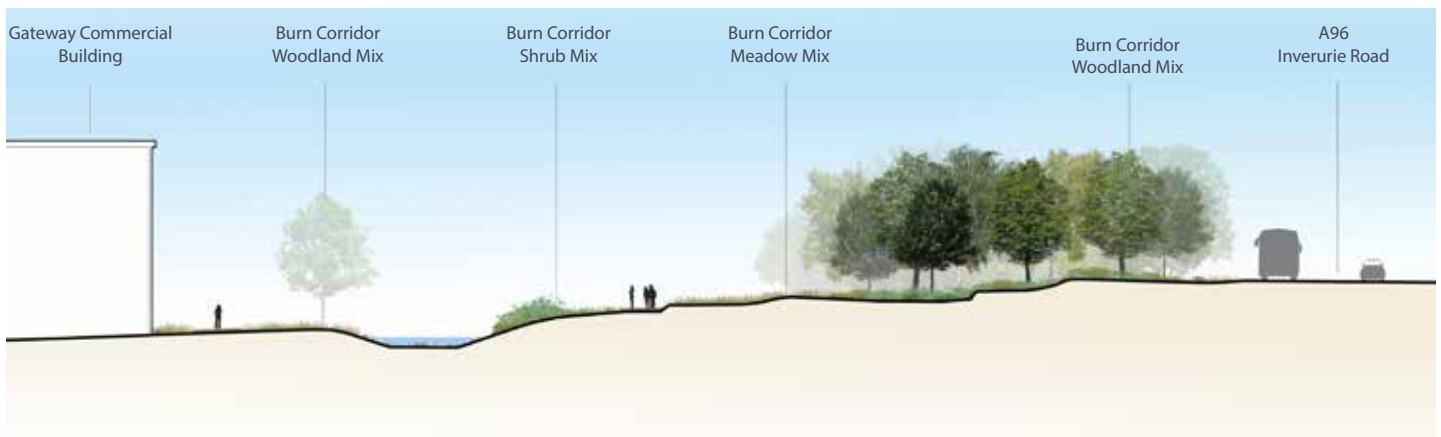 Gateway Commercial
Building
Burn Corridor
Woodland Mix
Burn Corridor
Shrub Mix
Burn Corridor
Meadow Mix
Burn Corridor
Woodland Mix
A96
Inverurie Road